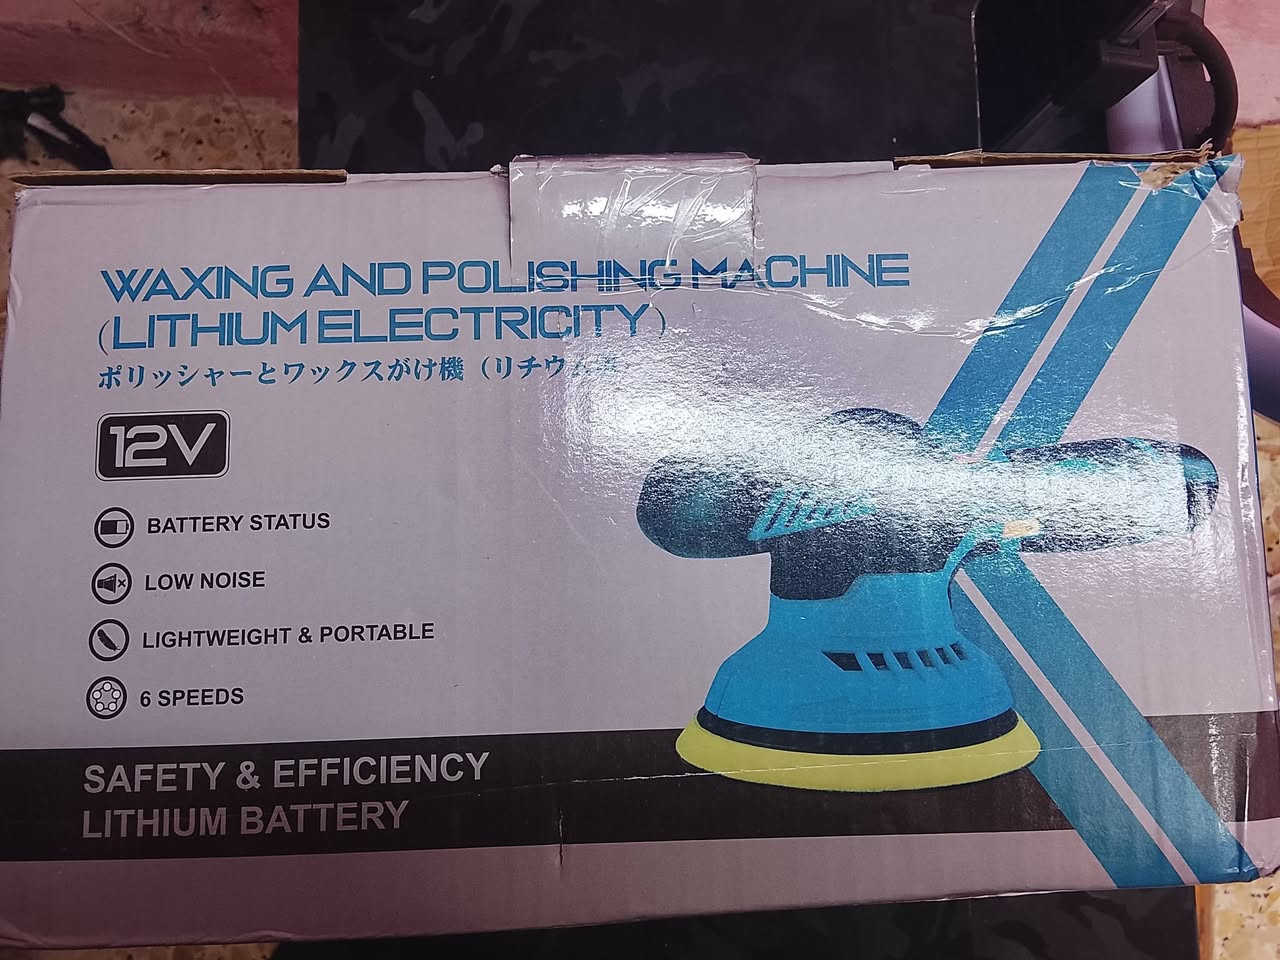 WAXING AND POLISHING MACHINE
(LITHIUM ELECTRICITY)
ポリッシャーとワックスがけ機（リチウ
12V
BATTERY STATUS
LOW NOISE
LIGHTWEIGHT & PORTABLE
6 SPEEDS
SAFETY & EFFICIENCY
LITHIUM BATTERY